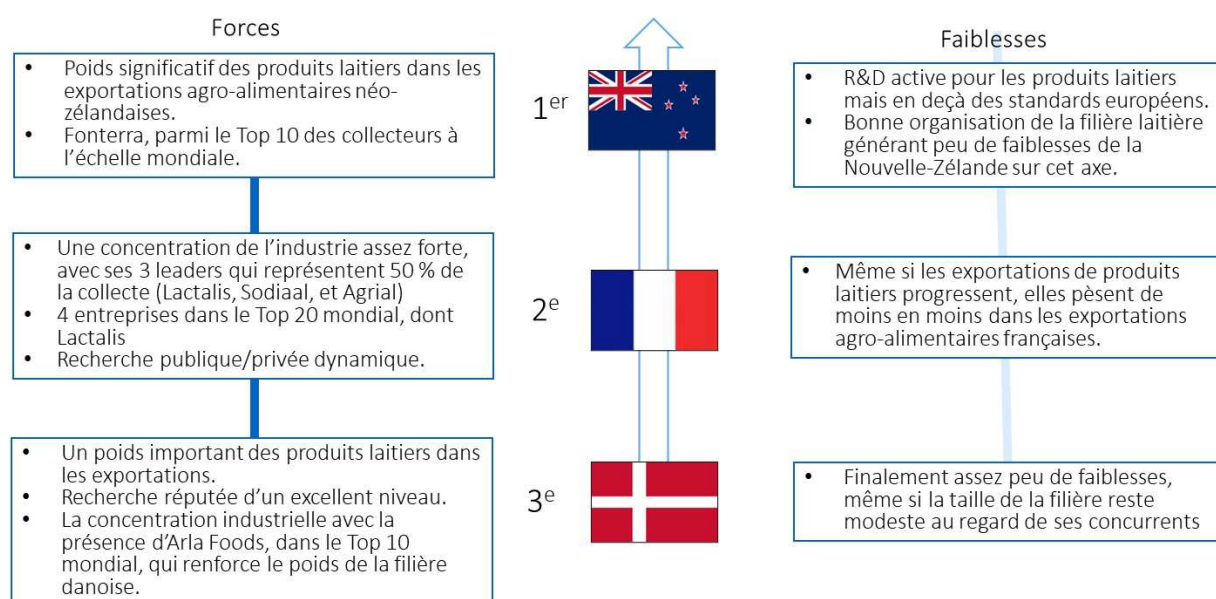 Forces
• Poids significatif des produits laitiers dans les
exportations agro-alimentaires néo-
zélandaises.
• Fonterra, parmi le Top 10 des collecteurs à
l’échelle mondiale.
1er
Faiblesses
• R&D active pour les produits laitiers
mais en deçà des standards européens.
• Bonne organisation de la filière laitière
générant peu de faiblesses de la
Nouvelle-Zélande sur cet axe.
• Une concentration de l’industrie assez forte,
avec ses 3 leaders qui représentent 50 % de
la collecte (Lactalis, Sodiaal, et Agrial)
• 4 entreprises dans le Top 20 mondial, dont
Lactalis
• Recherche publique/privée dynamique.
2e
• Même si les exportations de produits
laitiers progressent, elles pèsent de
moins en moins dans les exportations
agro-alimentaires françaises.
• Un poids important des produits laitiers dans
les exportations.
• Recherche réputée d’un excellent niveau.
• La concentration industrielle avec la
présence d’Arla Foods, dans le Top 10
mondial, qui renforce le poids de la filière
danoise.
3e
• Finalement assez peu de faiblesses,
même si la taille de la filière reste
modeste au regard de ses concurrents